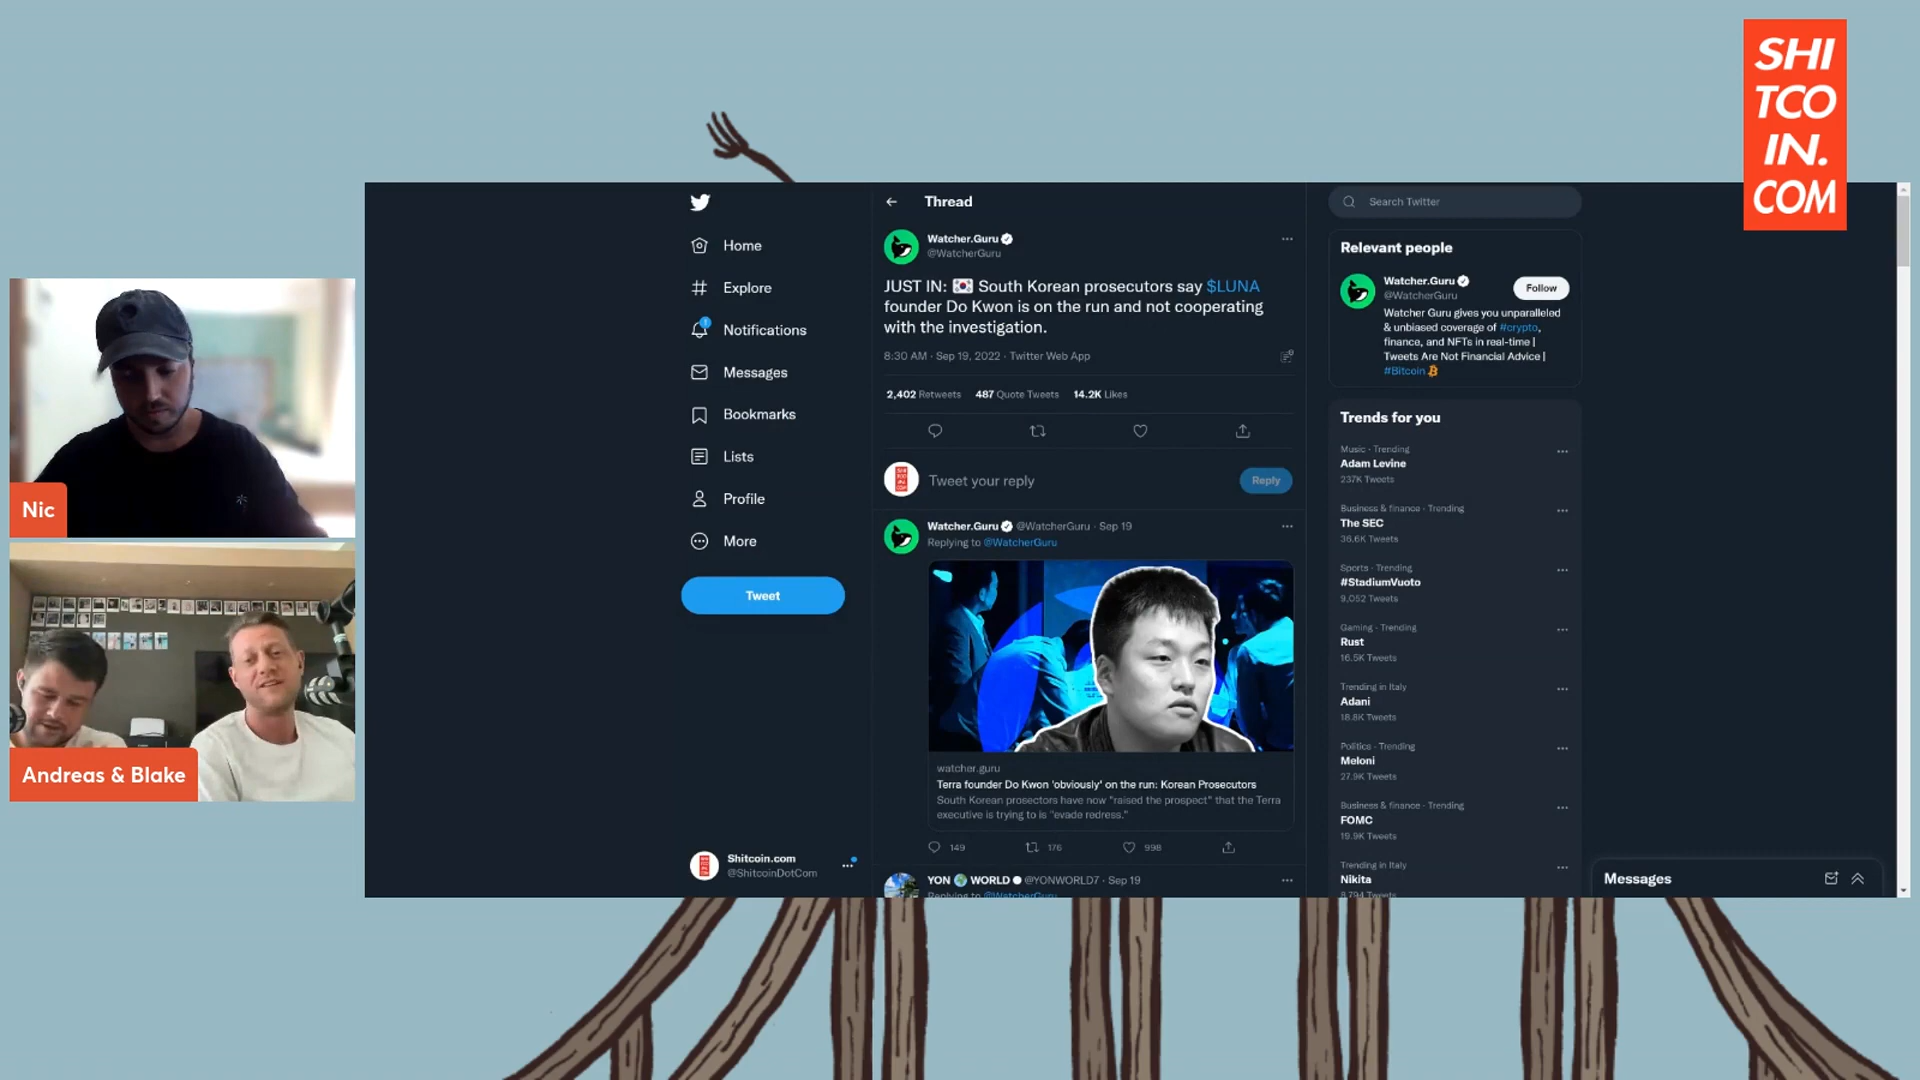 SHI
TCO
IN.
COM
Nic
Andreas & Blake
Home
Explore
1
Notifications
Messages
Bookmarks
Lists
Profile
More
Tweet
Shitcoin.com
@ShitcoinDotCom
Thread
Watcher.Guru
@WatcherGuru
JUST IN: 🇰🇷 South Korean prosecutors say $LUNA
founder Do Kwon is on the run and not cooperating
with the investigation.
8:30 AM · Sep 19, 2022 · Twitter Web App
2,402 Retweets 487 Quote Tweets 14.2K Likes
Tweet your reply
Reply
Watcher.Guru @WatcherGuru · Sep 19
Replying to @WatcherGuru
watcher.guru
Terra founder Do Kwon 'obviously' on the run: Korean Prosecutors
South Korean prosectors have now "raised the prospect" that the Terra
executive is trying to is "evade redress."
149 176 998
YON 🌍 WORLD @YONWORLD7 · Sep 19
Replying to @WatcherGuru
Search Twitter
Relevant people
Watcher.Guru
@WatcherGuru
Follow
Watcher Guru gives you unparalleled
& unbiased coverage of #crypto,
finance, and NFTs in real-time |
Tweets Are Not Financial Advice |
#Bitcoin
Trends for you
Music · Trending
Adam Levine
237K Tweets
Business & finance · Trending
The SEC
36.6K Tweets
Sports · Trending
#StadiumVuoto
9,052 Tweets
Gaming · Trending
Rust
16.5K Tweets
Trending in Italy
Adani
18.8K Tweets
Politics · Trending
Meloni
27.9K Tweets
Business & finance · Trending
FOMC
19.9K Tweets
Trending in Italy
Nikita
8,794 Tweets
Messages